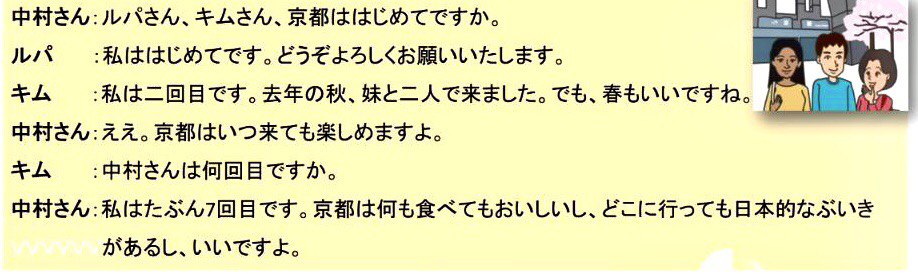 中村さん:ルパさん、キムさん、京都ははじめてですか。
ルパ　:私ははじめてです。どうぞよろしくお願いいたします。
キム　:私は二回目です。去年の秋、妹と二人で来ました。でも、春もいいですね。
中村さん:ええ。京都はいつ来ても楽しめますよ。
キム　:中村さんは何回目ですか。
中村さん:私はたぶん7回目です。京都は何も食べてもおいしいし、どこに行っても日本的なぶいき
があるし、いいですよ。